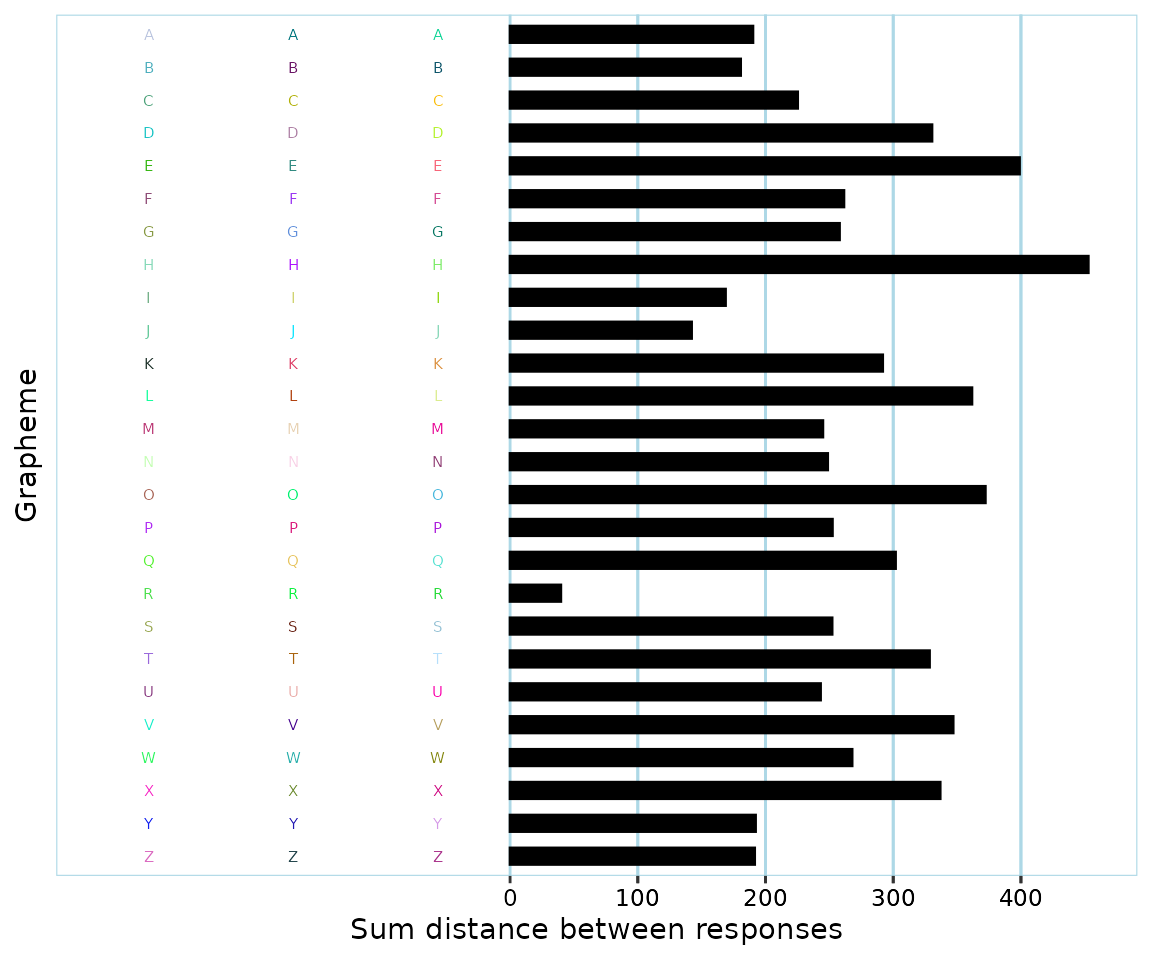 A A A
B B B
C C C
D D D
E E E
F F F
G G G
H H H
I I I
J J J
K K K
L L L
M M M
N N N
O O O
P P P
Q Q Q
R R R
S S S
T T T
U U U
V V V
W W W
X X X
Y Y Y
Z Z Z
Grapheme
0 100 200 300 400
Sum distance between responses